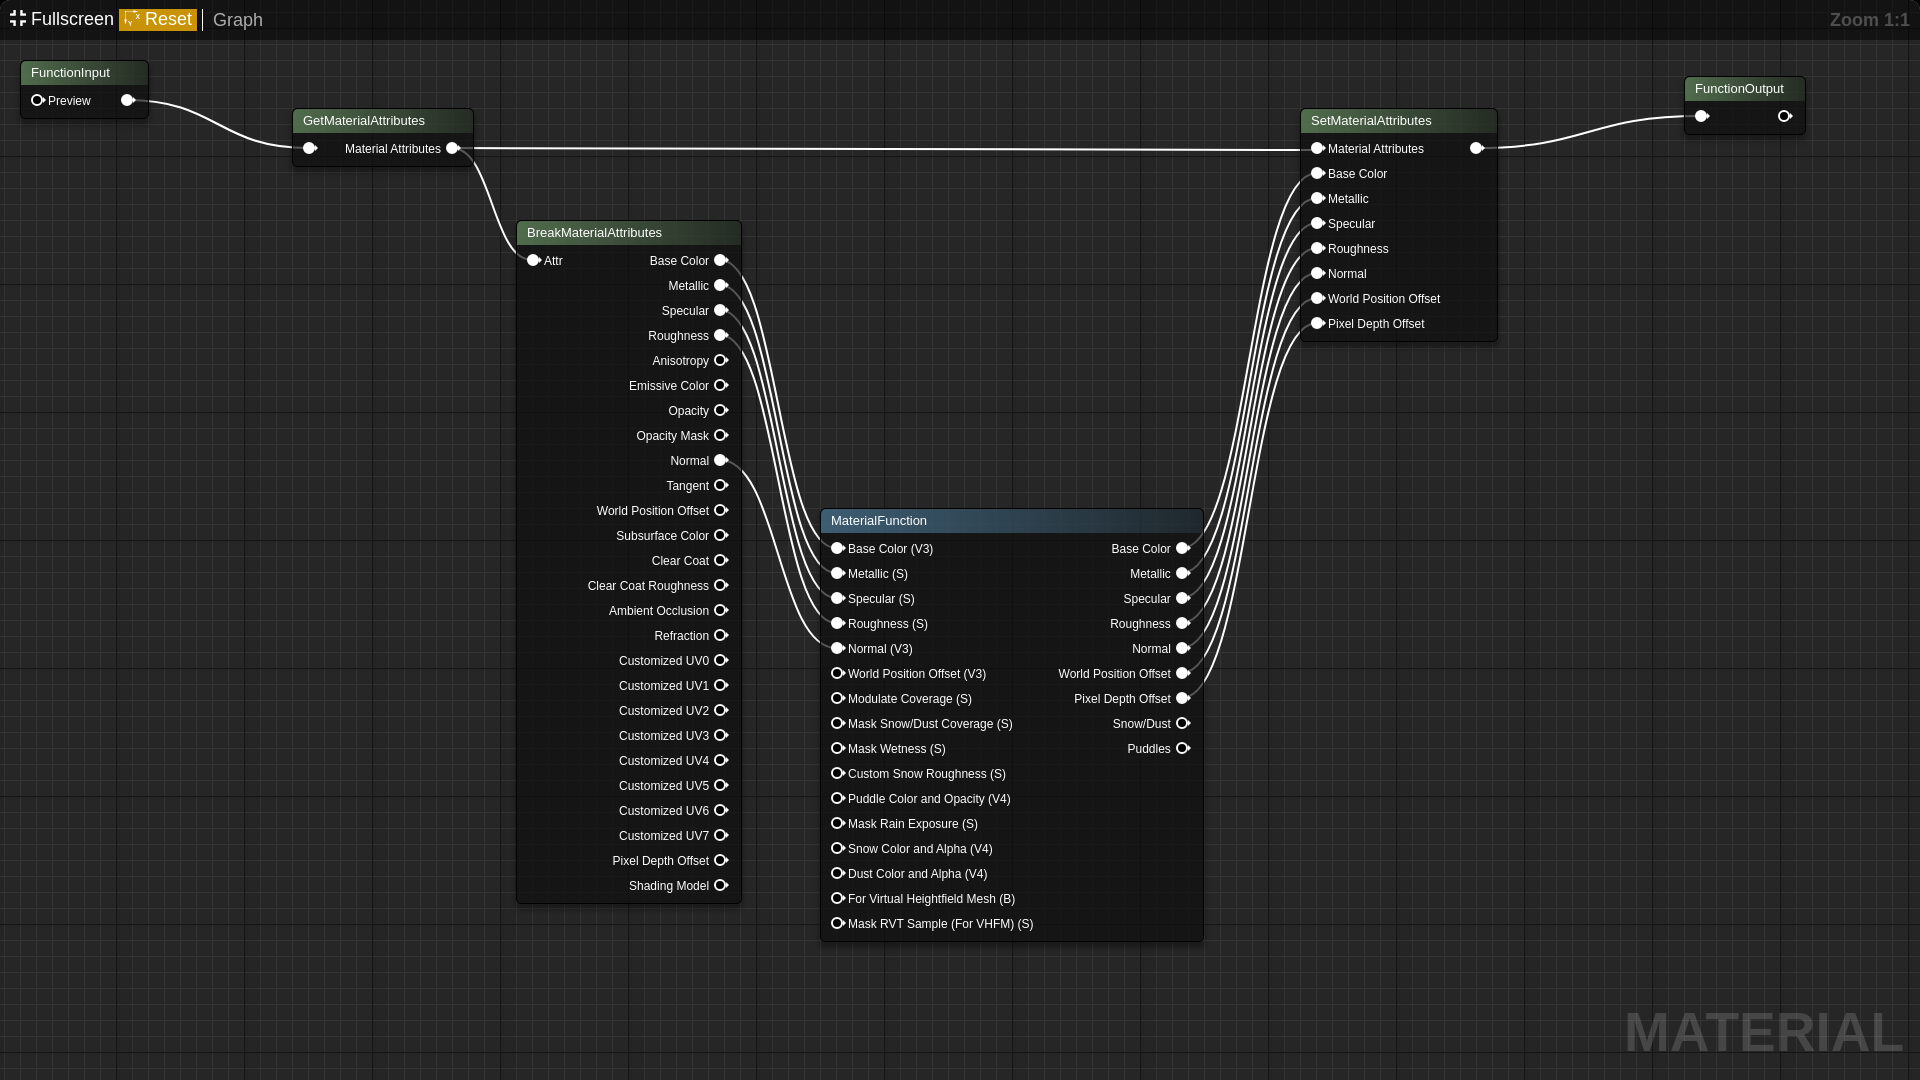 Fullscreen Reset Graph
Zoom 1:1
FunctionInput
Preview
GetMaterialAttributes
Material Attributes
BreakMaterialAttributes
Attr
Base Color
Metallic
Specular
Roughness
Anisotropy
Emissive Color
Opacity
Opacity Mask
Normal
Tangent
World Position Offset
Subsurface Color
Clear Coat
Clear Coat Roughness
Ambient Occlusion
Refraction
Customized UV0
Customized UV1
Customized UV2
Customized UV3
Customized UV4
Customized UV5
Customized UV6
Customized UV7
Pixel Depth Offset
Shading Model
MaterialFunction
Base Color (V3)
Metallic (S)
Specular (S)
Roughness (S)
Normal (V3)
World Position Offset (V3)
Modulate Coverage (S)
Mask Snow/Dust Coverage (S)
Mask Wetness (S)
Custom Snow Roughness (S)
Puddle Color and Opacity (V4)
Mask Rain Exposure (S)
Snow Color and Alpha (V4)
Dust Color and Alpha (V4)
For Virtual Heightfield Mesh (B)
Mask RVT Sample (For VHFM) (S)
Base Color
Metallic
Specular
Roughness
Normal
World Position Offset
Pixel Depth Offset
Snow/Dust
Puddles
SetMaterialAttributes
Material Attributes
Base Color
Metallic
Specular
Roughness
Normal
World Position Offset
Pixel Depth Offset
FunctionOutput
MATERIAL